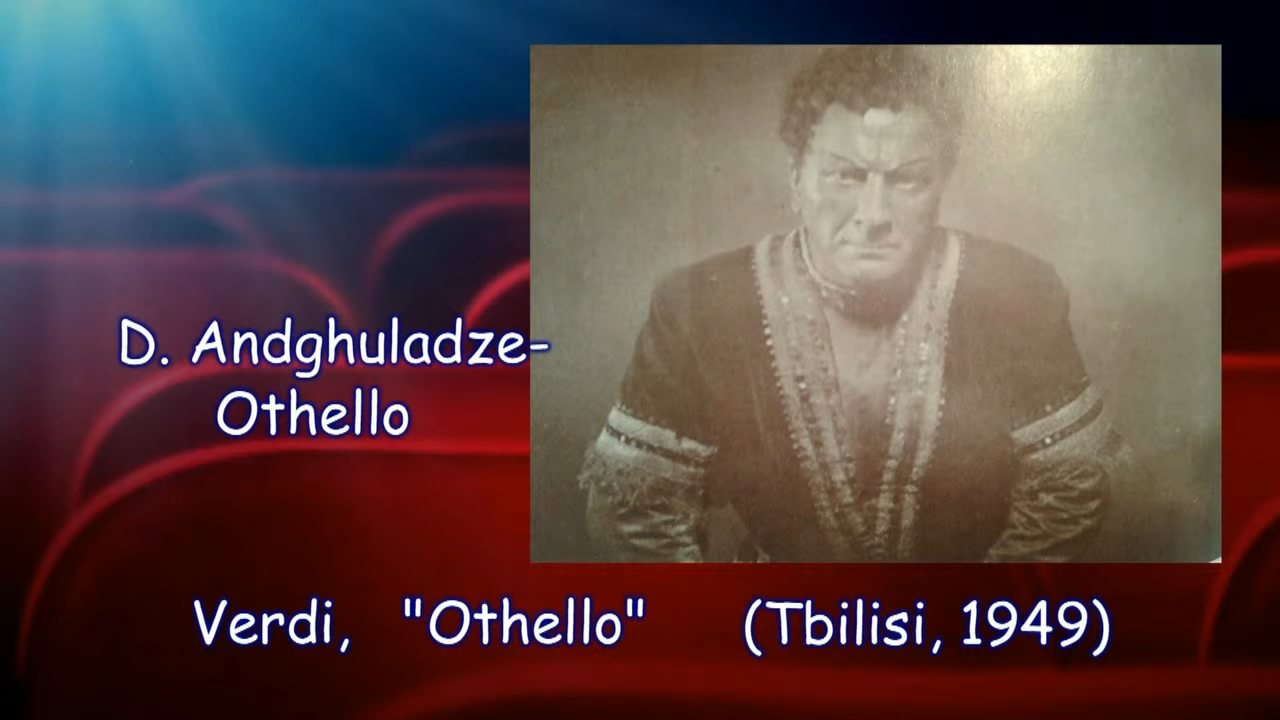 D. Andghuladze-
Othello
Verdi, "Othello" (Tbilisi, 1949)